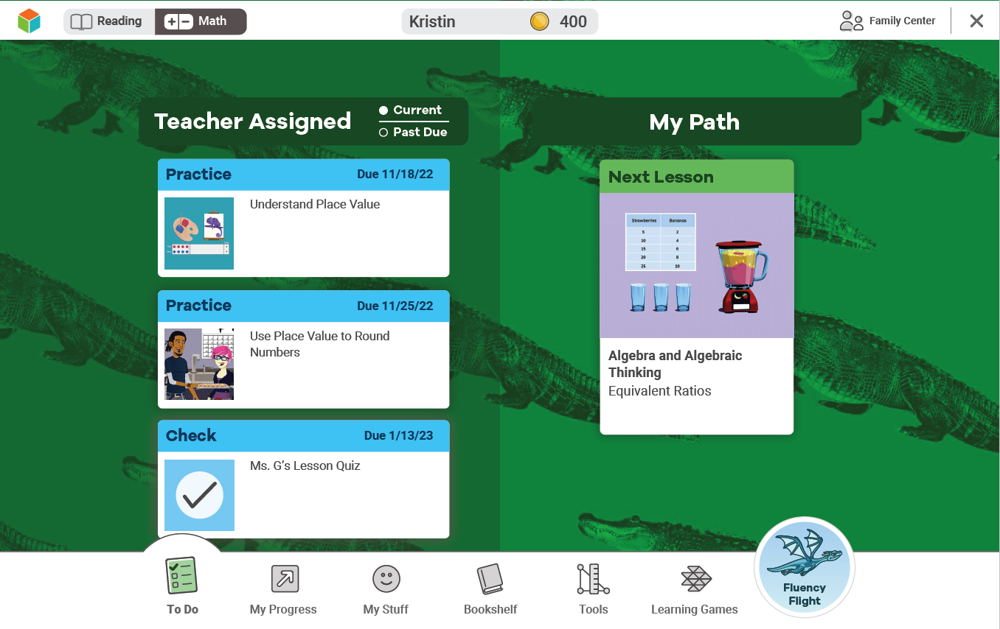 Reading
Math
Kristin
400
Family Center
Teacher Assigned
Current
Past Due
Practice
Due 11/18/22
Understand Place Value
Practice
Due 11/25/22
Use Place Value to Round
Numbers
Check
Due 1/13/23
Ms. G's Lesson Quiz
My Path
Next Lesson
Strawberries Bananas
5 2
10 4
15 6
20 8
25 10
Algebra and Algebraic
Thinking
Equivalent Ratios
To Do
My Progress
My Stuff
Bookshelf
Tools
Learning Games
Fluency
Flight